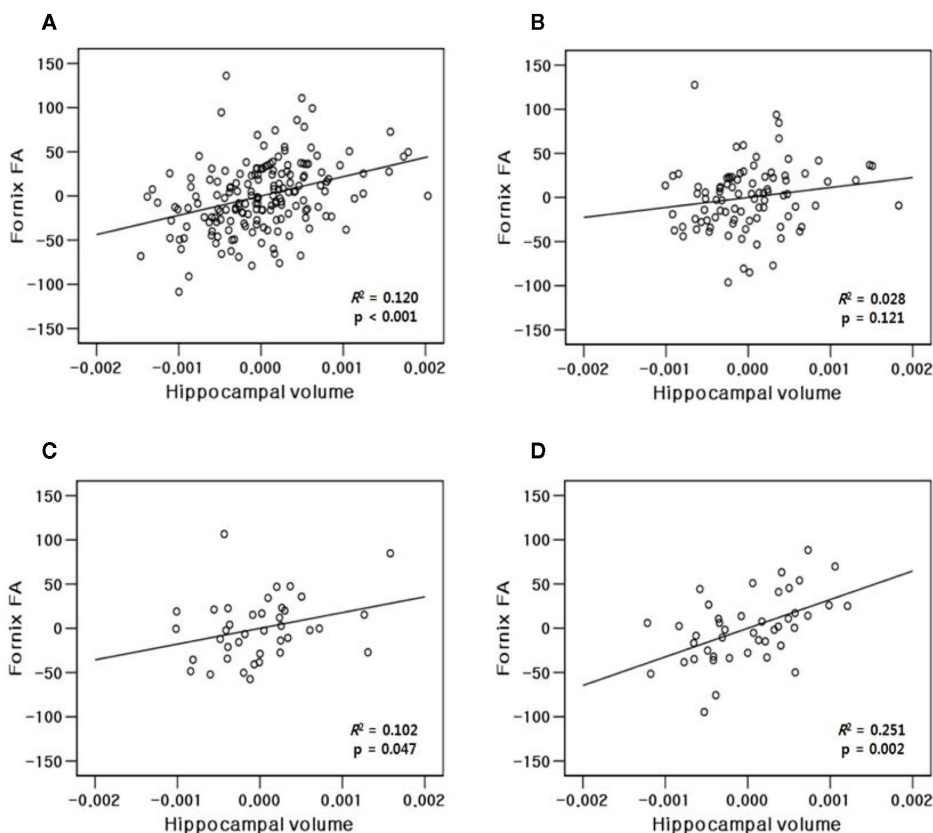 A
150
100
50
0
−50
−100
−150
Fornix FA
R² = 0.120
p < 0.001
−0.002 −0.001 0.000 0.001 0.002
Hippocampal volume
B
150
100
50
0
−50
−100
−150
Fornix FA
R² = 0.028
p = 0.121
−0.002 −0.001 0.000 0.001 0.002
Hippocampal volume
C
150
100
50
0
−50
−100
−150
Fornix FA
R² = 0.102
p = 0.047
−0.002 −0.001 0.000 0.001 0.002
Hippocampal volume
D
150
100
50
0
−50
−100
−150
Fornix FA
R² = 0.251
p = 0.002
−0.002 −0.001 0.000 0.001 0.002
Hippocampal volume